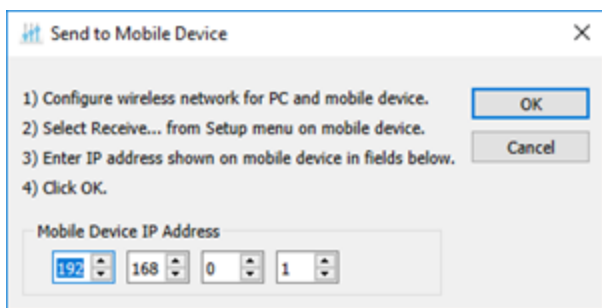 Send to Mobile Device
1) Configure wireless network for PC and mobile device.
2) Select Receive... from Setup menu on mobile device.
3) Enter IP address shown on mobile device in fields below.
4) Click OK.
OK
Cancel
Mobile Device IP Address
192 168 0 1